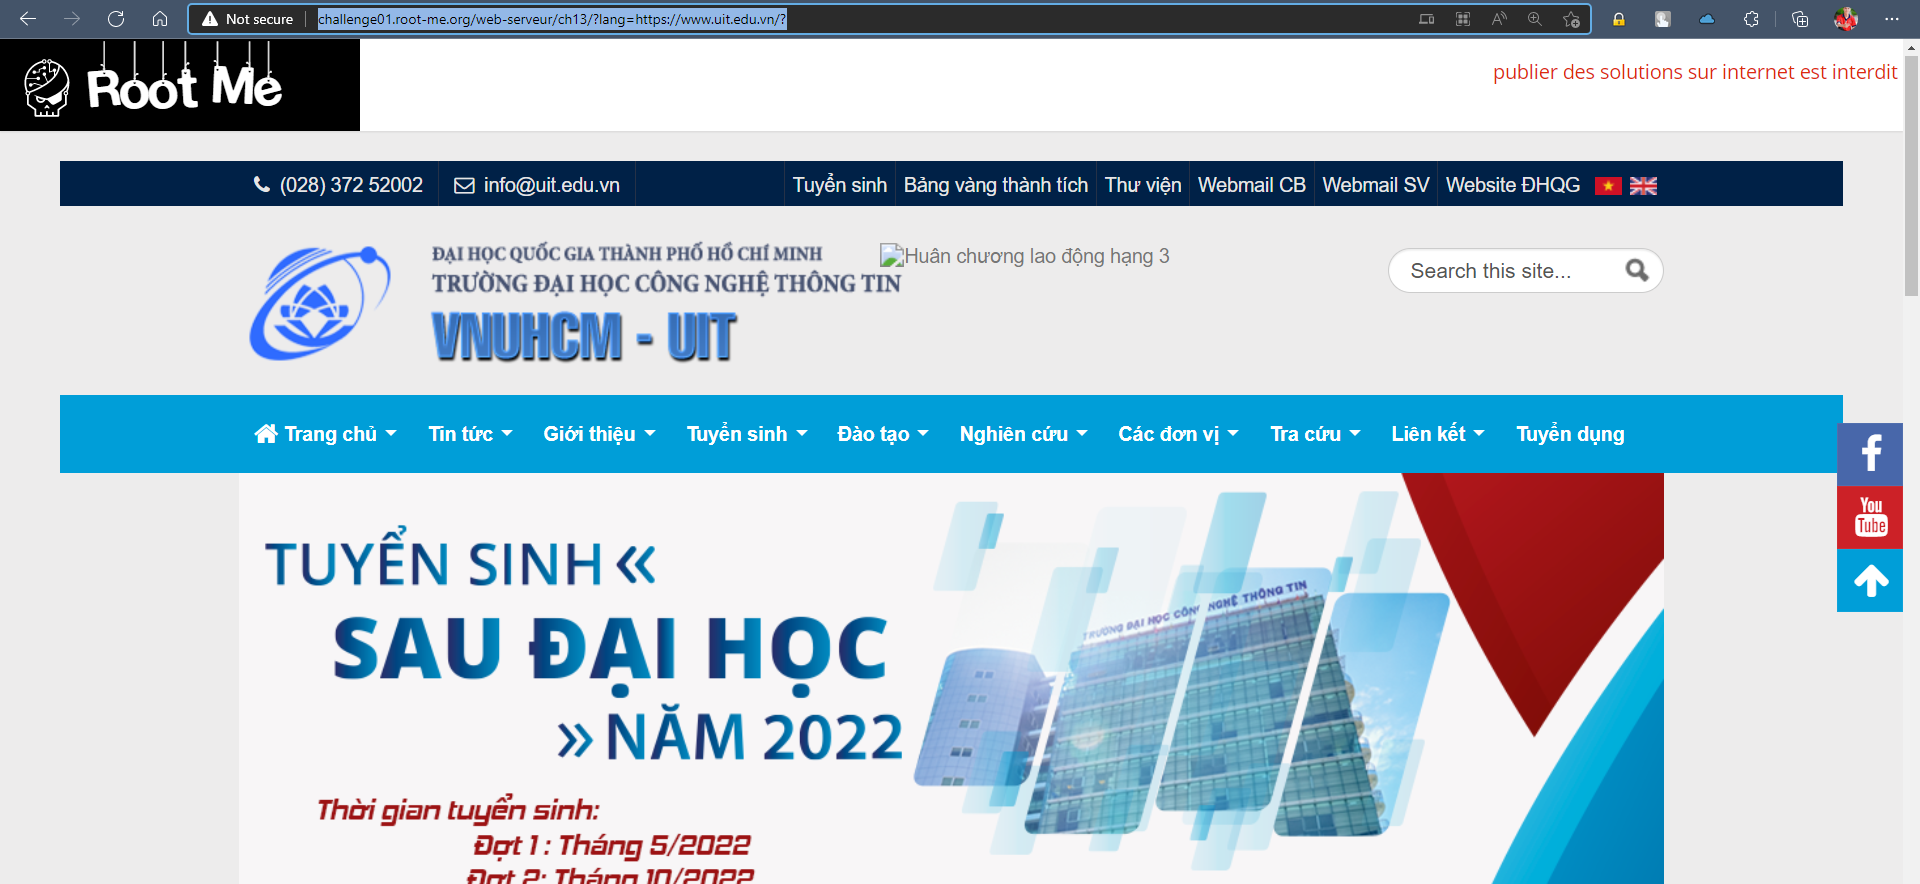 Not secure challenge01.root-me.org/web-serveur/ch13/?lang=https://www.uit.edu.vn/?
Root Me
publier des solutions sur internet est interdit
(028) 372 52002 info@uit.edu.vn Tuyển sinh Bảng vàng thành tích Thư viện Webmail CB Webmail SV Website ĐHQG
ĐẠI HỌC QUỐC GIA THÀNH PHỐ HỒ CHÍ MINH
TRƯỜNG ĐẠI HỌC CÔNG NGHỆ THÔNG TIN
VNUHCM - UIT
Huân chương lao động hạng 3
Search this site...
Trang chủ Tin tức Giới thiệu Tuyển sinh Đào tạo Nghiên cứu Các đơn vị Tra cứu Liên kết Tuyển dụng
You
Tube
TUYỂN SINH «
SAU ĐẠI HỌC
» NĂM 2022
TRƯỜNG ĐẠI HỌC CÔNG NGHỆ THÔNG TIN
Thời gian tuyển sinh:
Đợt 1 : Tháng 5/2022
Đợt 2: Tháng 10/2022